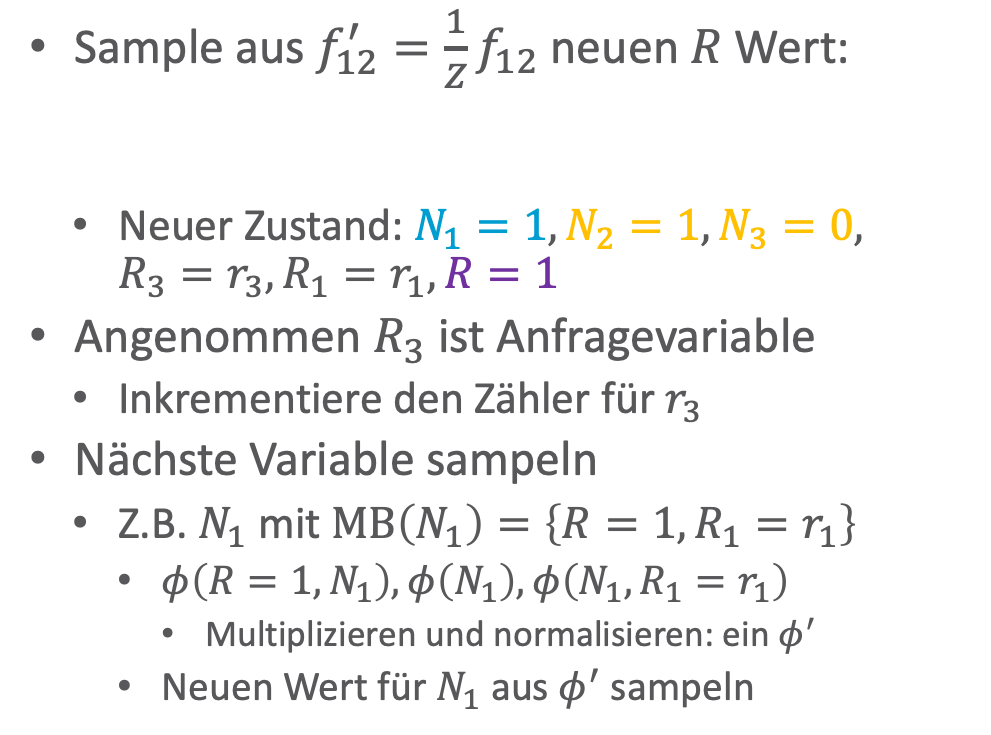 • Sample aus f′₁₂ = 1/Z f₁₂ neuen R Wert:
• Neuer Zustand: N₁ = 1, N₂ = 1, N₃ = 0,
R₃ = r₃, R₁ = r₁, R = 1
• Angenommen R₃ ist Anfragevariable
• Inkrementiere den Zähler für r₃
• Nächste Variable sampeln
• Z.B. N₁ mit MB(N₁) = {R = 1, R₁ = r₁}
• ϕ(R = 1, N₁), ϕ(N₁), ϕ(N₁, R₁ = r₁)
• Multiplizieren und normalisieren: ein ϕ′
• Neuen Wert für N₁ aus ϕ′ sampeln